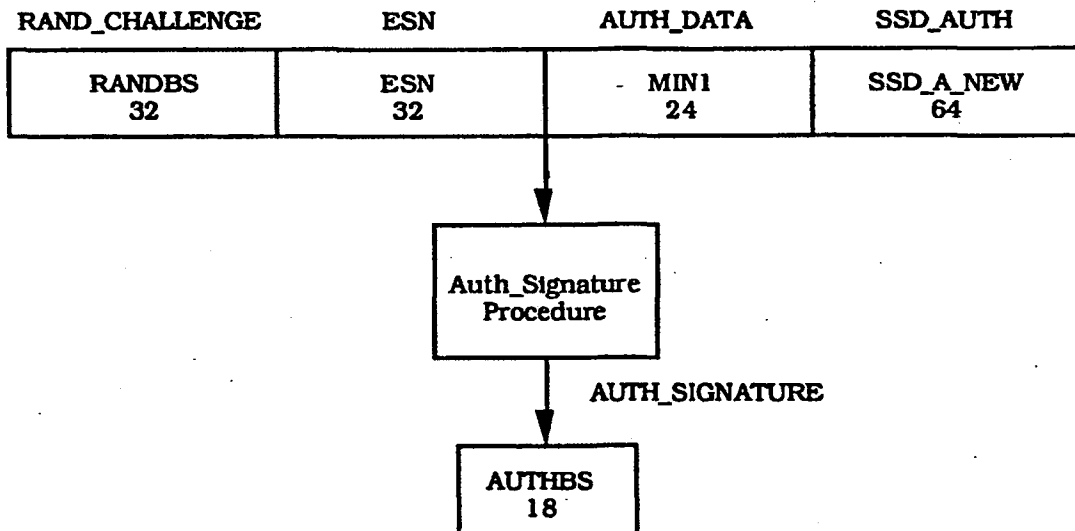 RAND_CHALLENGE ESN AUTH_DATA SSD_AUTH
RANDBS ESN MIN1 SSD_A_NEW
32 32 24 64
Auth_Signature
Procedure
AUTH_SIGNATURE
AUTHBS
18